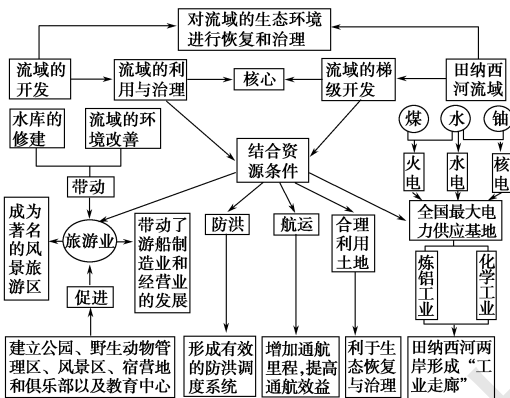 对流域的生态环境
进行恢复和治理
流域的
开发
流域的利
用与治理
核心
流域的梯
级开发
田纳西
河流域
水库的
修建
流域的环
境改善
煤
水
铀
结合资
源条件
火电
水电
核电
带动
成为著名的风景旅游区
旅游业
带动了
游船制
造业和
经营业
的发展
防洪
航运
合理
利用
土地
全国最大电
力供应基地
炼铝工业
化学工业
促进
建立公园、野生动物管
理区、风景区、宿营地
和俱乐部以及教育中心
形成有效
的防洪调
度系统
增加通航
里程,提高
通航效益
利于生
态恢复
与治理
田纳西河两
岸形成“工
业走廊”